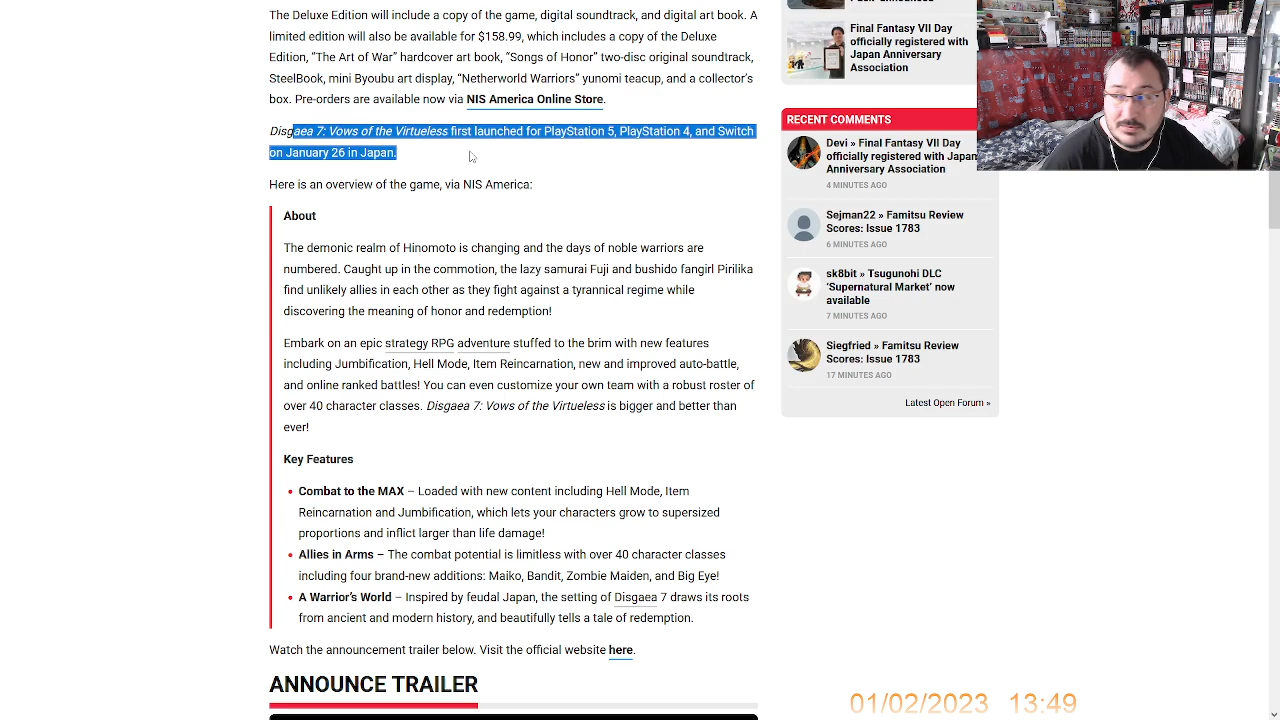 The Deluxe Edition will include a copy of the game, digital soundtrack, and digital art book. A
limited edition will also be available for $158.99, which includes a copy of the Deluxe
Edition, “The Art of War” hardcover art book, “Songs of Honor” two-disc original soundtrack,
SteelBook, mini Byoubu art display, “Netherworld Warriors” yunomi teacup, and a collector’s
box. Pre-orders are available now via NIS America Online Store.
Disgaea 7: Vows of the Virtueless first launched for PlayStation 5, PlayStation 4, and Switch
on January 26 in Japan.
Here is an overview of the game, via NIS America:
About
The demonic realm of Hinomoto is changing and the days of noble warriors are
numbered. Caught up in the commotion, the lazy samurai Fuji and bushido fangirl Pirilika
find unlikely allies in each other as they fight against a tyrannical regime while
discovering the meaning of honor and redemption!
Embark on an epic strategy RPG adventure stuffed to the brim with new features
including Jumbification, Hell Mode, Item Reincarnation, new and improved auto-battle,
and online ranked battles! You can even customize your own team with a robust roster of
over 40 character classes. Disgaea 7: Vows of the Virtueless is bigger and better than
ever!
Key Features
• Combat to the MAX – Loaded with new content including Hell Mode, Item
Reincarnation and Jumbification, which lets your characters grow to supersized
proportions and inflict larger than life damage!
• Allies in Arms – The combat potential is limitless with over 40 character classes
including four brand-new additions: Maiko, Bandit, Zombie Maiden, and Big Eye!
• A Warrior’s World – Inspired by feudal Japan, the setting of Disgaea 7 draws its roots
from ancient and modern history, and beautifully tells a tale of redemption.
Watch the announcement trailer below. Visit the official website here.
ANNOUNCE TRAILER
Final Fantasy VII Day
officially registered with
Japan Anniversary
Association
RECENT COMMENTS
Devi » Final Fantasy VII Day
officially registered with Japan
Anniversary Association
4 MINUTES AGO
Sejman22 » Famitsu Review
Scores: Issue 1783
6 MINUTES AGO
sk8bit » Tsugunohi DLC
‘Supernatural Market’ now
available
7 MINUTES AGO
Siegfried » Famitsu Review
Scores: Issue 1783
17 MINUTES AGO
Latest Open Forum »
01/02/2023 13:49